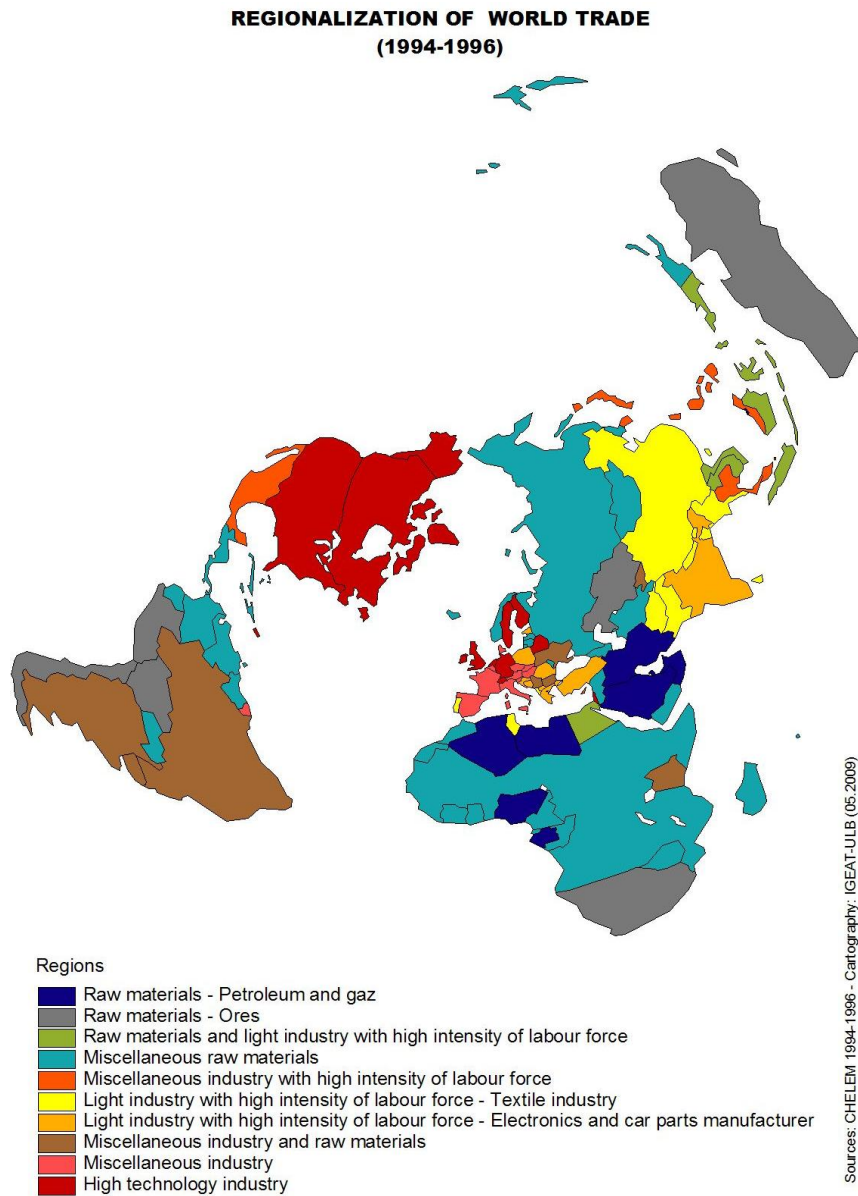 REGIONALIZATION OF WORLD TRADE
(1994-1996)
Regions
Raw materials - Petroleum and gaz
Raw materials - Ores
Raw materials and light industry with high intensity of labour force
Miscellaneous raw materials
Miscellaneous industry with high intensity of labour force
Light industry with high intensity of labour force - Textile industry
Light industry with high intensity of labour force - Electronics and car parts manufacturer
Miscellaneous industry and raw materials
Miscellaneous industry
High technology industry
Sources: CHELEM 1994-1996 - Cartography: IGEAT-ULB (05.2009)